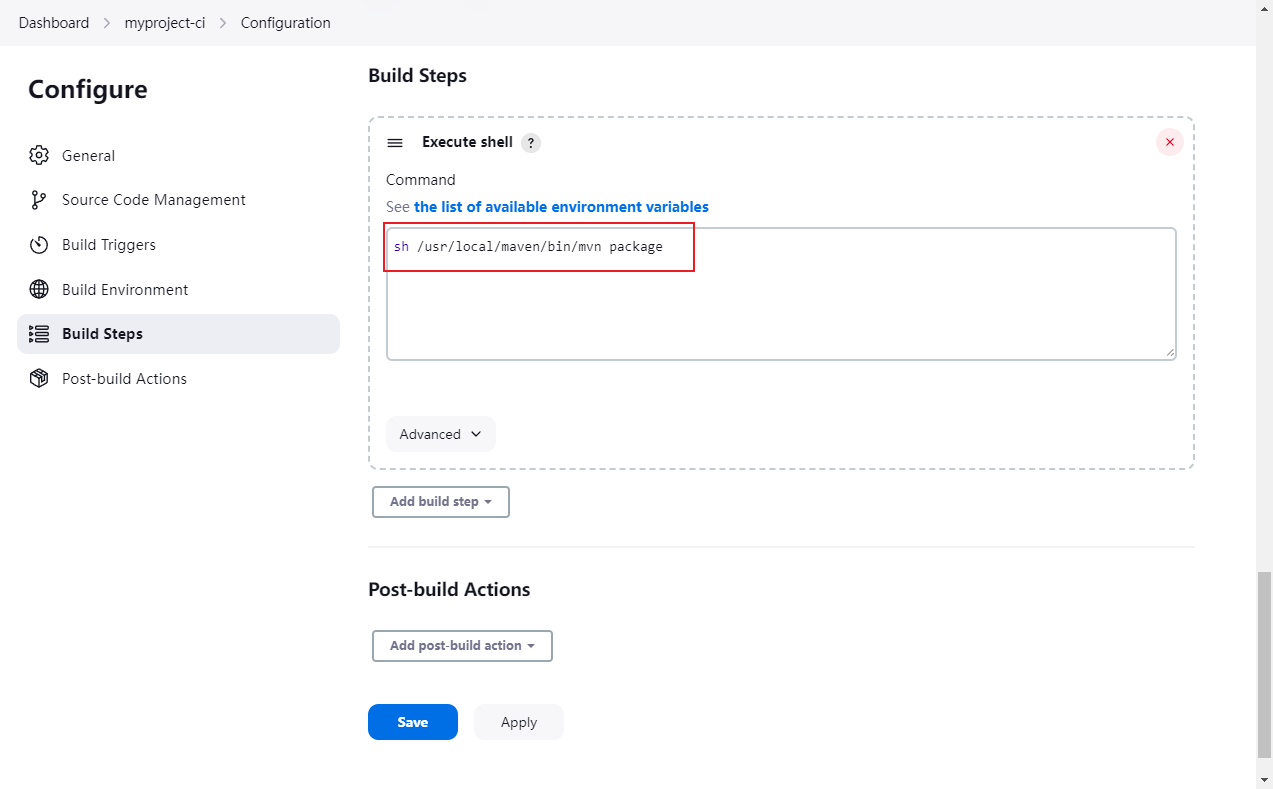 Dashboard > myproject-ci > Configuration
Configure
General
Source Code Management
Build Triggers
Build Environment
Build Steps
Post-build Actions
Build Steps
Execute shell ?
Command
See the list of available environment variables
sh /usr/local/maven/bin/mvn package
Advanced
Add build step
Post-build Actions
Add post-build action
Save Apply